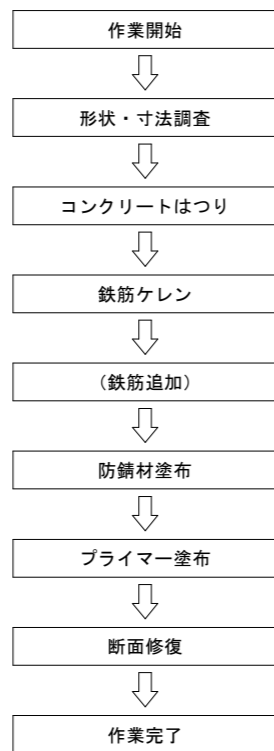 作業開始
形状・寸法調査
コンクリートはつり
鉄筋ケレン
（鉄筋追加）
防錆材塗布
プライマー塗布
断面修復
作業完了